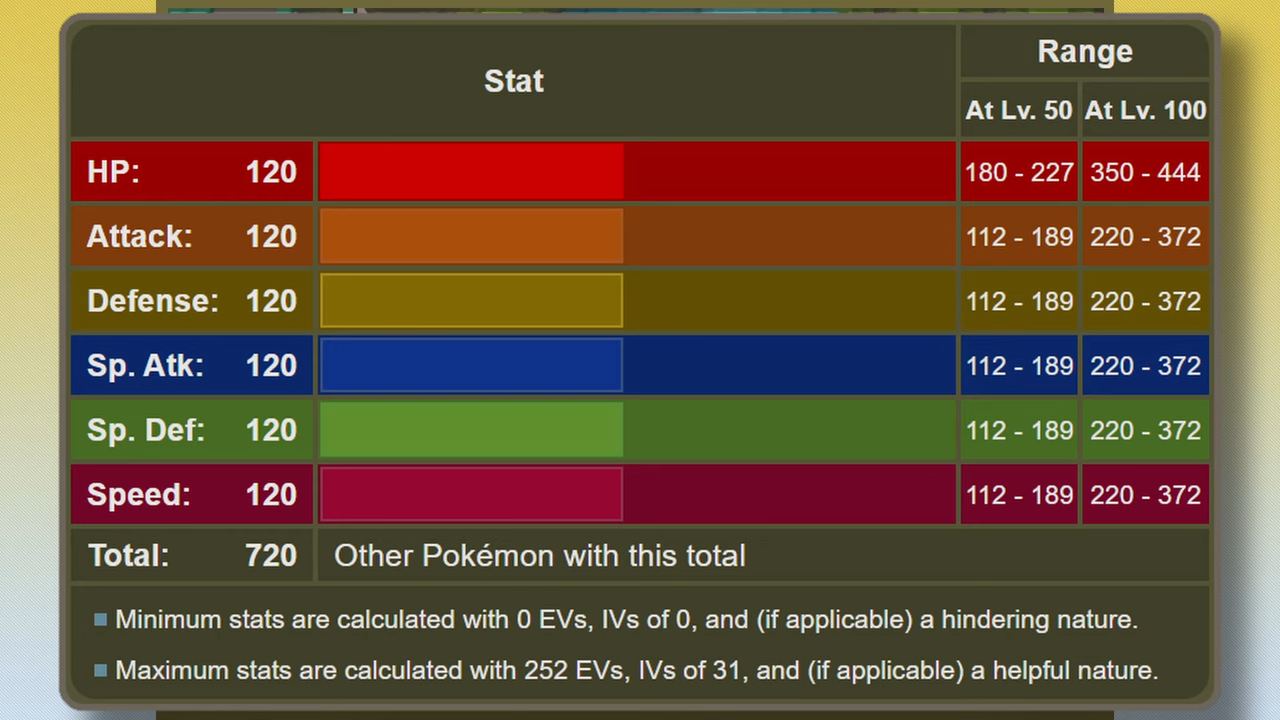 Stat
Range
At Lv. 50 At Lv. 100
HP: 120 180 - 227 350 - 444
Attack: 120 112 - 189 220 - 372
Defense: 120 112 - 189 220 - 372
Sp. Atk: 120 112 - 189 220 - 372
Sp. Def: 120 112 - 189 220 - 372
Speed: 120 112 - 189 220 - 372
Total: 720 Other Pokémon with this total
Minimum stats are calculated with 0 EVs, IVs of 0, and (if applicable) a hindering nature.
Maximum stats are calculated with 252 EVs, IVs of 31, and (if applicable) a helpful nature.